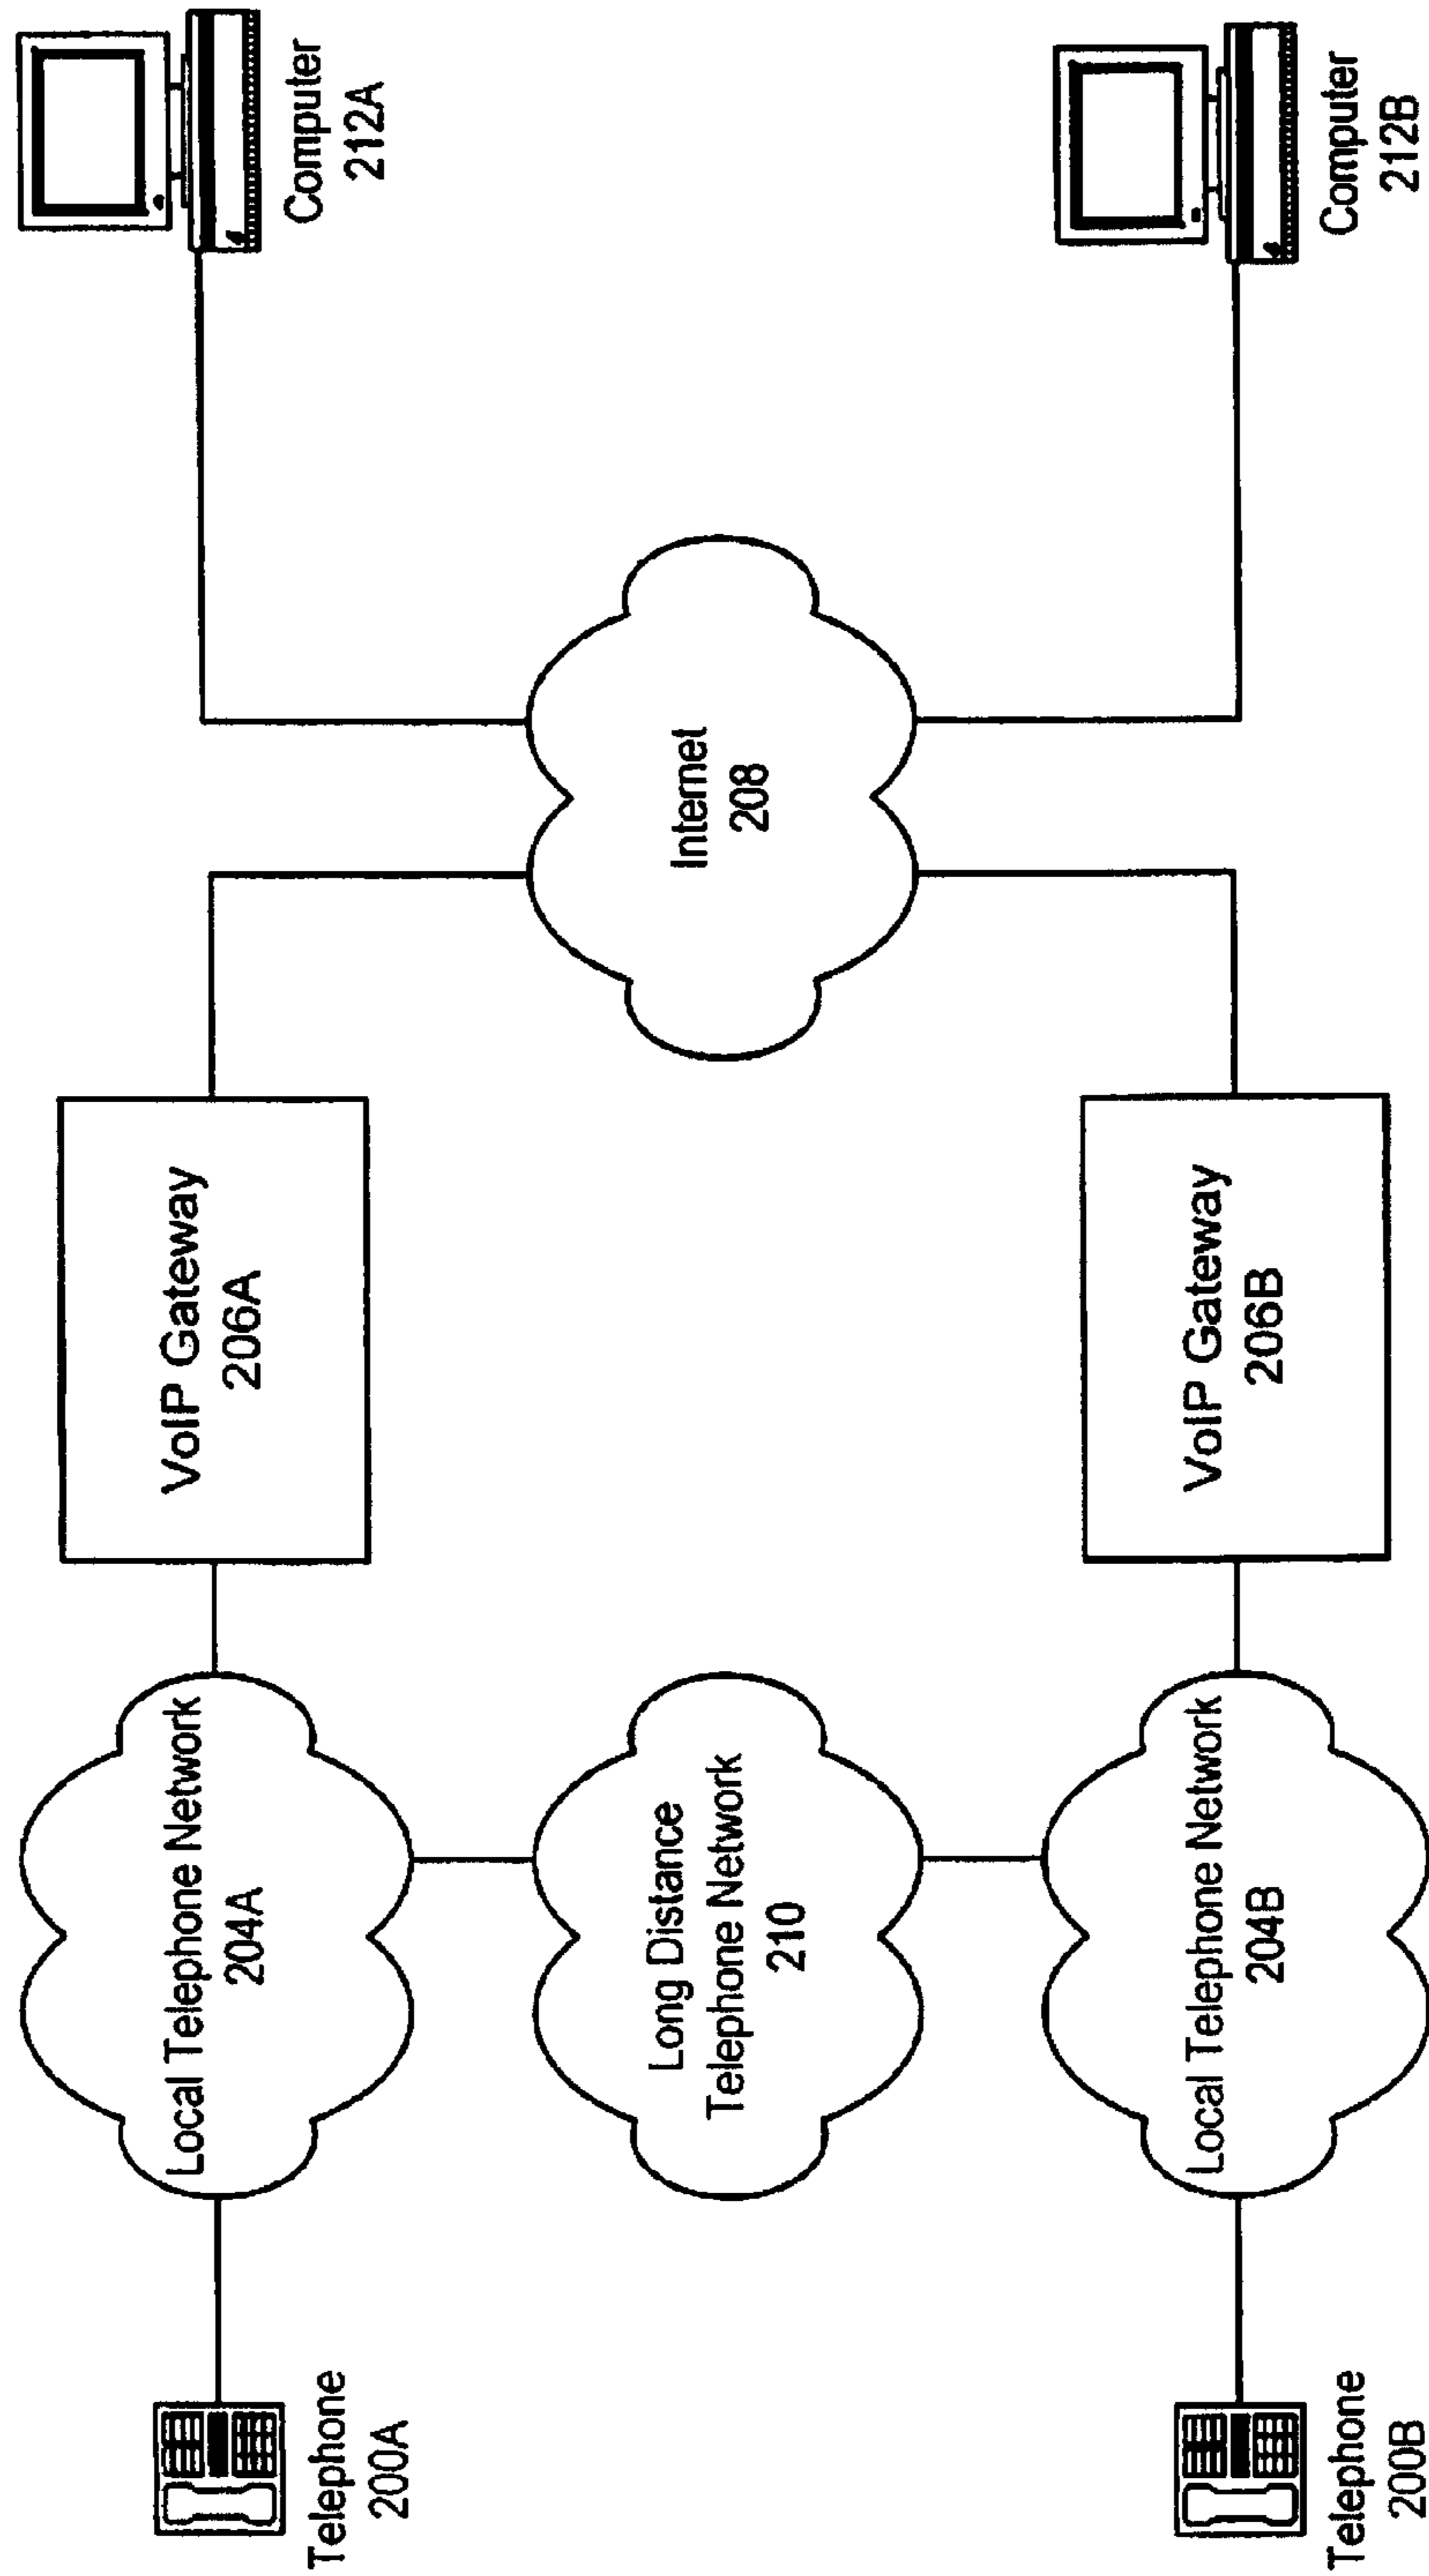 Telephone
200A
Local Telephone Network
204A
VoIP Gateway
206A
Computer
212A
Long Distance
Telephone Network
210
Internet
208
Telephone
200B
Local Telephone Network
204B
VoIP Gateway
206B
Computer
212B